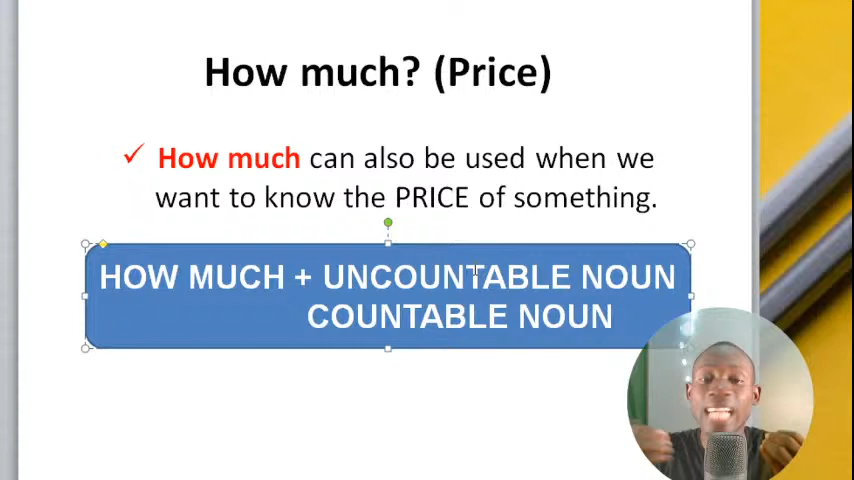 How much? (Price)
✓ How much can also be used when we
want to know the PRICE of something.
HOW MUCH + UNCOUNTABLE NOUN
COUNTABLE NOUN